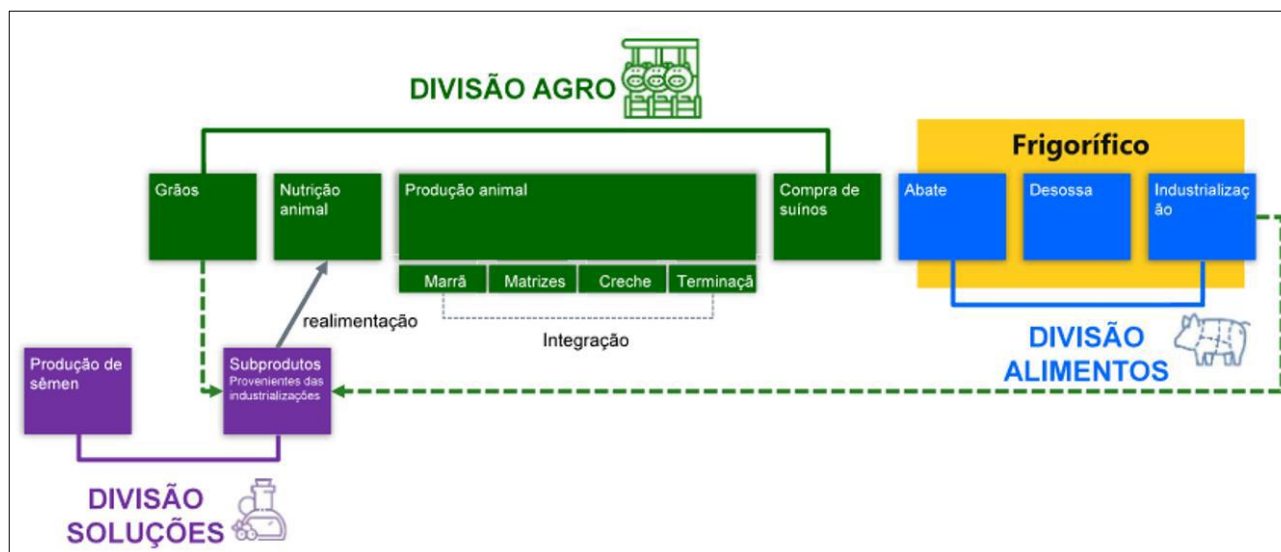 DIVISÃO AGRO
Frigorífico
Grãos
Nutrição
animal
Produção animal
Compra de
suínos
Abate
Desossa
Industrializaç
ão
Marrã
Matrizes
Creche
Terminaçã
realimentação
Integração
Produção de
sêmen
Subprodutos
Provenientes das
industrializações
DIVISÃO
ALIMENTOS
DIVISÃO
SOLUÇÕES